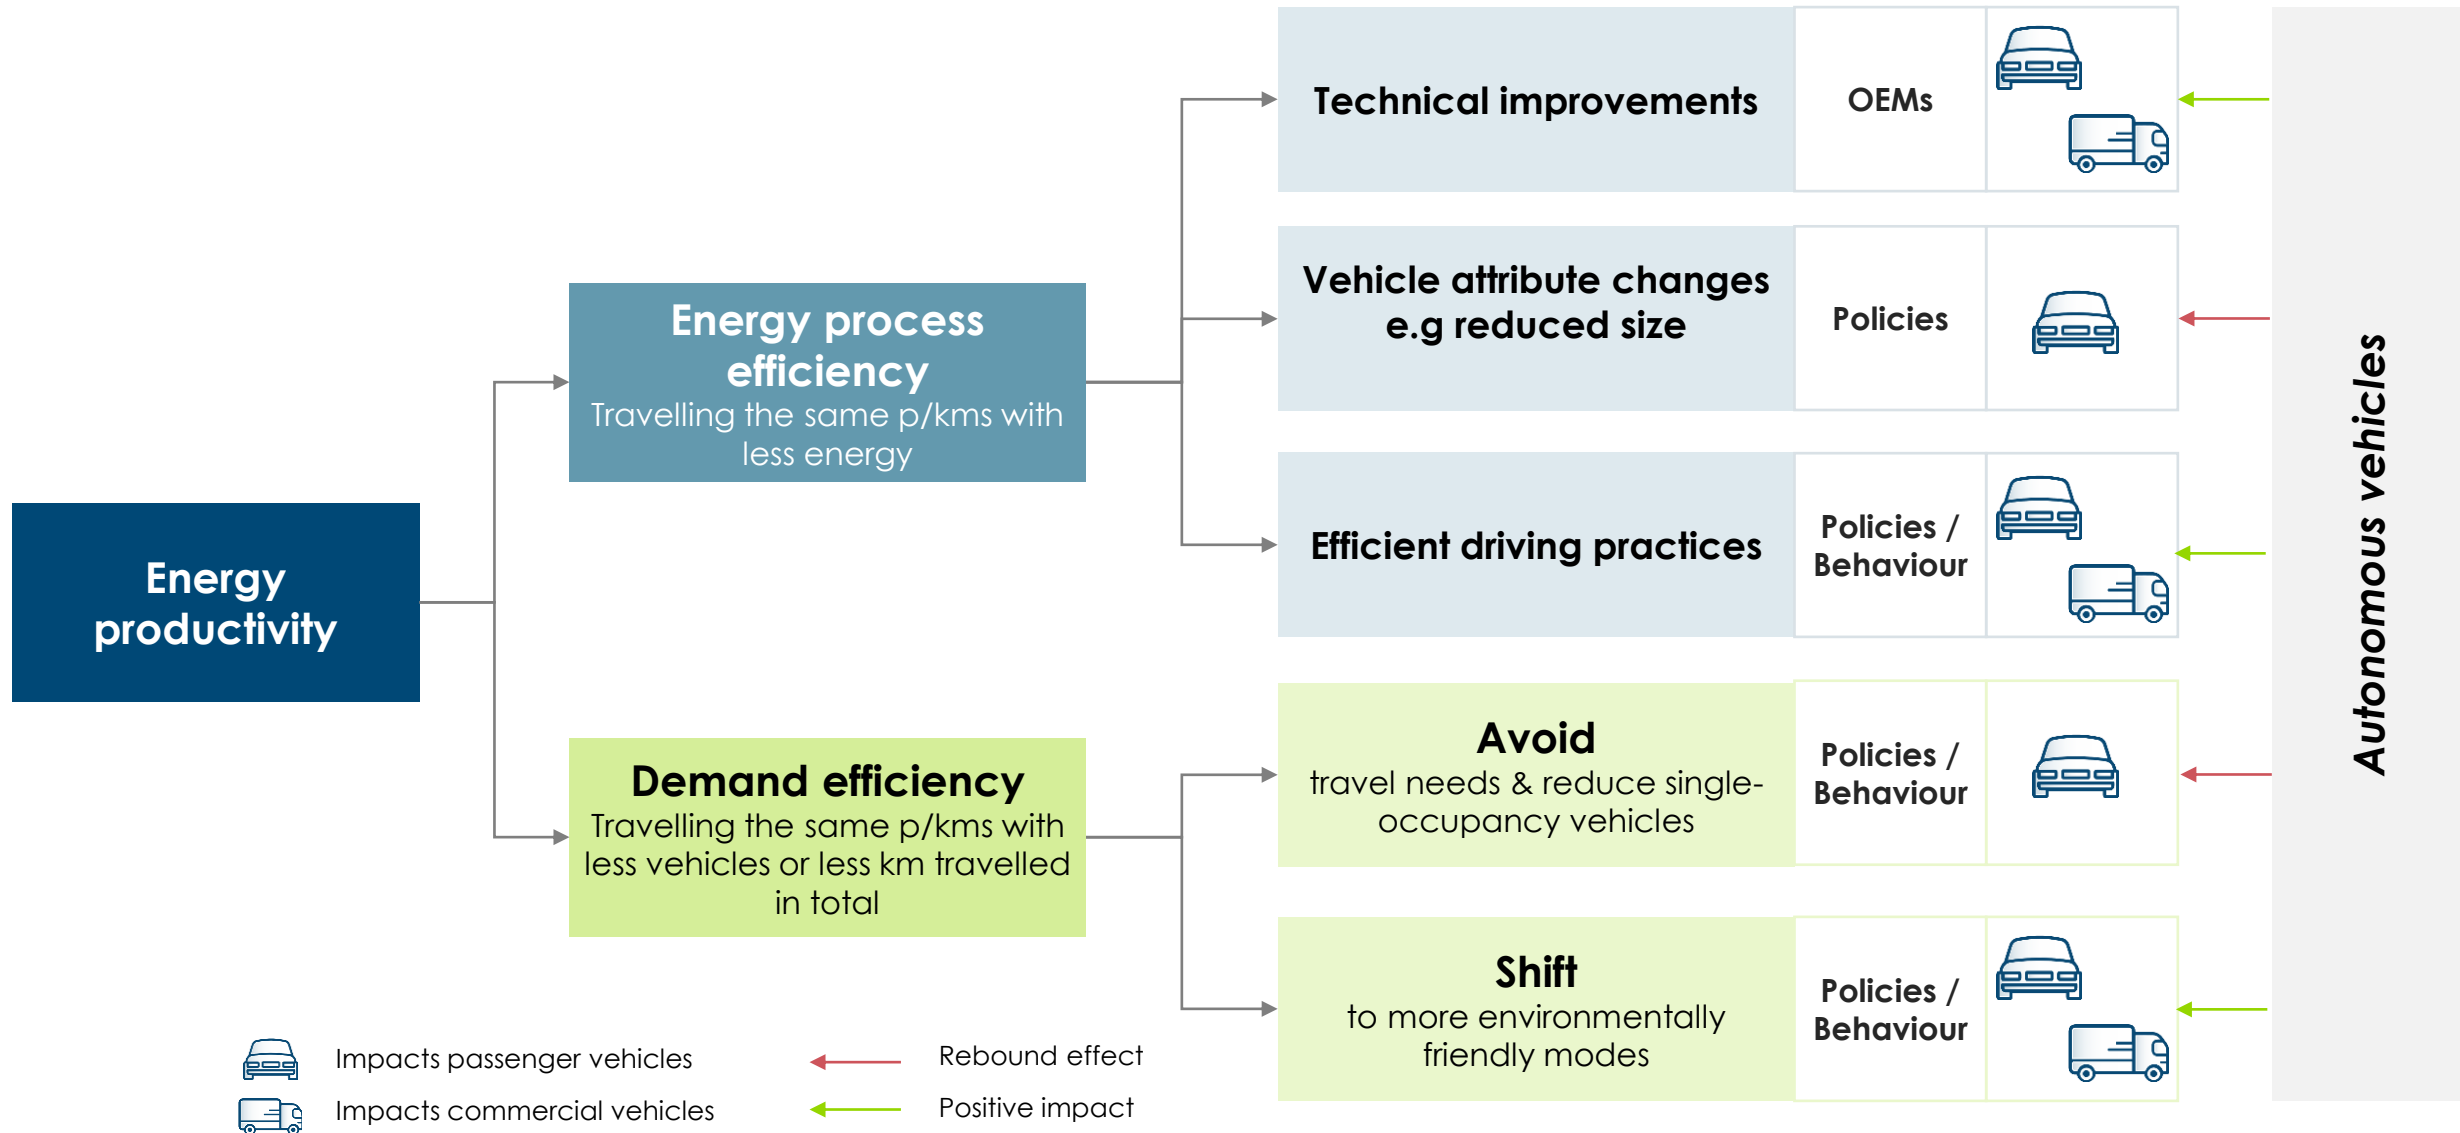 Technical improvements
OEMs
Vehicle attribute changes
e.g reduced size
Policies
Energy process
efficiency
Travelling the same p/kms with
less energy
Efficient driving practices
Policies /
Behaviour
Energy
productivity
Avoid
travel needs & reduce single-
occupancy vehicles
Policies /
Behaviour
Demand efficiency
Travelling the same p/kms with
less vehicles or less km travelled
in total
Shift
to more environmentally
friendly modes
Policies /
Behaviour
Autonomous vehicles
Impacts passenger vehicles
Rebound effect
Impacts commercial vehicles
Positive impact